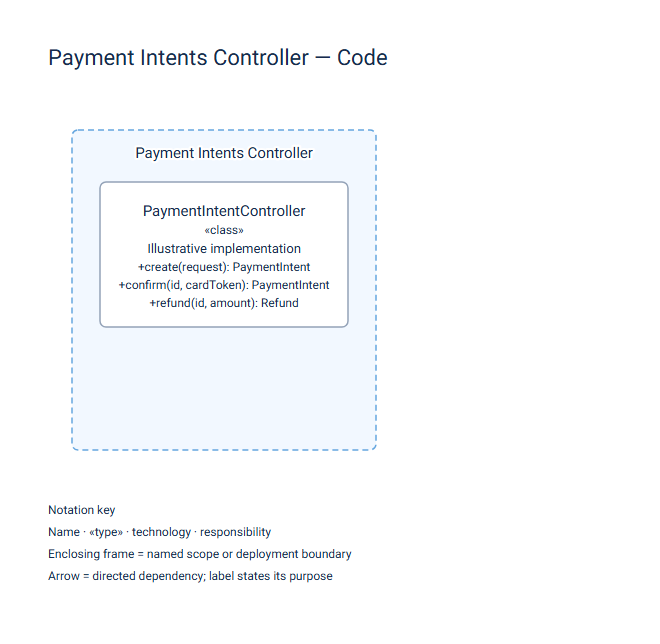 Payment Intents Controller — Code
Payment Intents Controller
PaymentIntentController
«class»
Illustrative implementation
+create(request): PaymentIntent
+confirm(id, cardToken): PaymentIntent
+refund(id, amount): Refund
Notation key
Name · «type» · technology · responsibility
Enclosing frame = named scope or deployment boundary
Arrow = directed dependency; label states its purpose